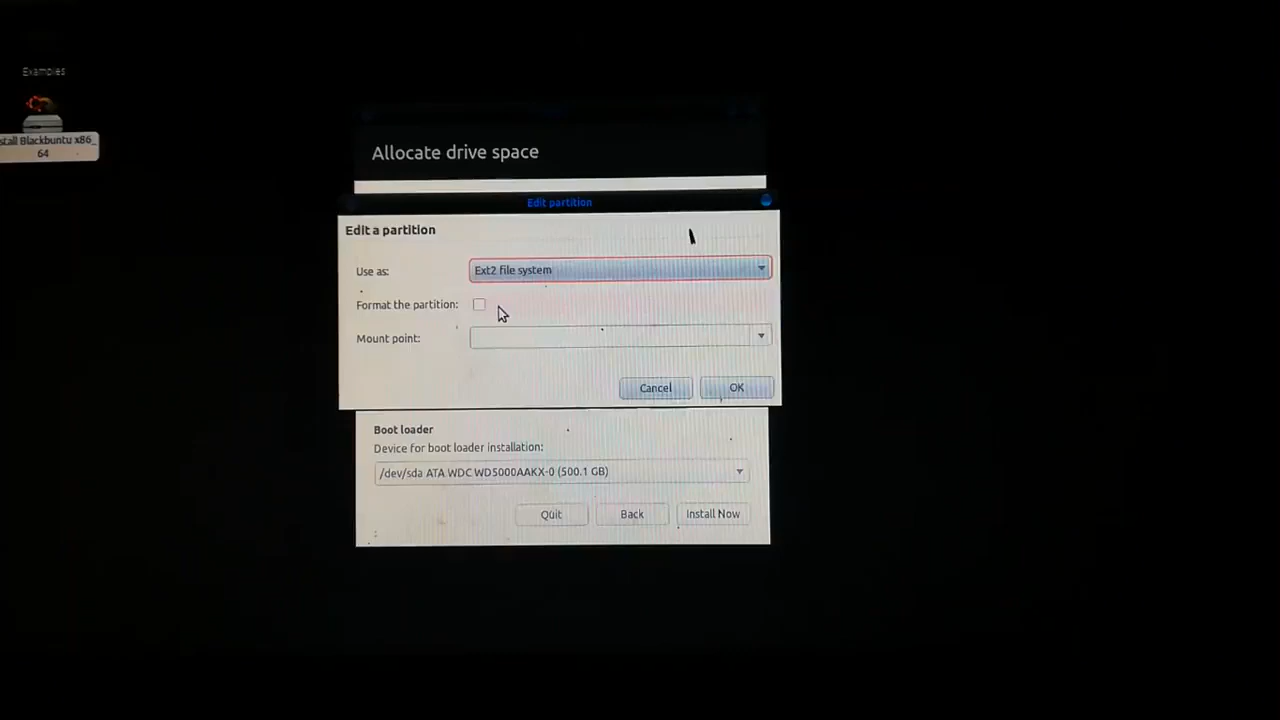 Examples
stall Blackbuntu x86_
64
Allocate drive space
Edit partition
Edit a partition
Use as:
Ext2 file system
Format the partition:
Mount point:
Cancel
OK
Boot loader
Device for boot loader installation:
/dev/sda ATA WDC WD5000AAKX-0 (500.1 GB)
Quit
Back
Install Now